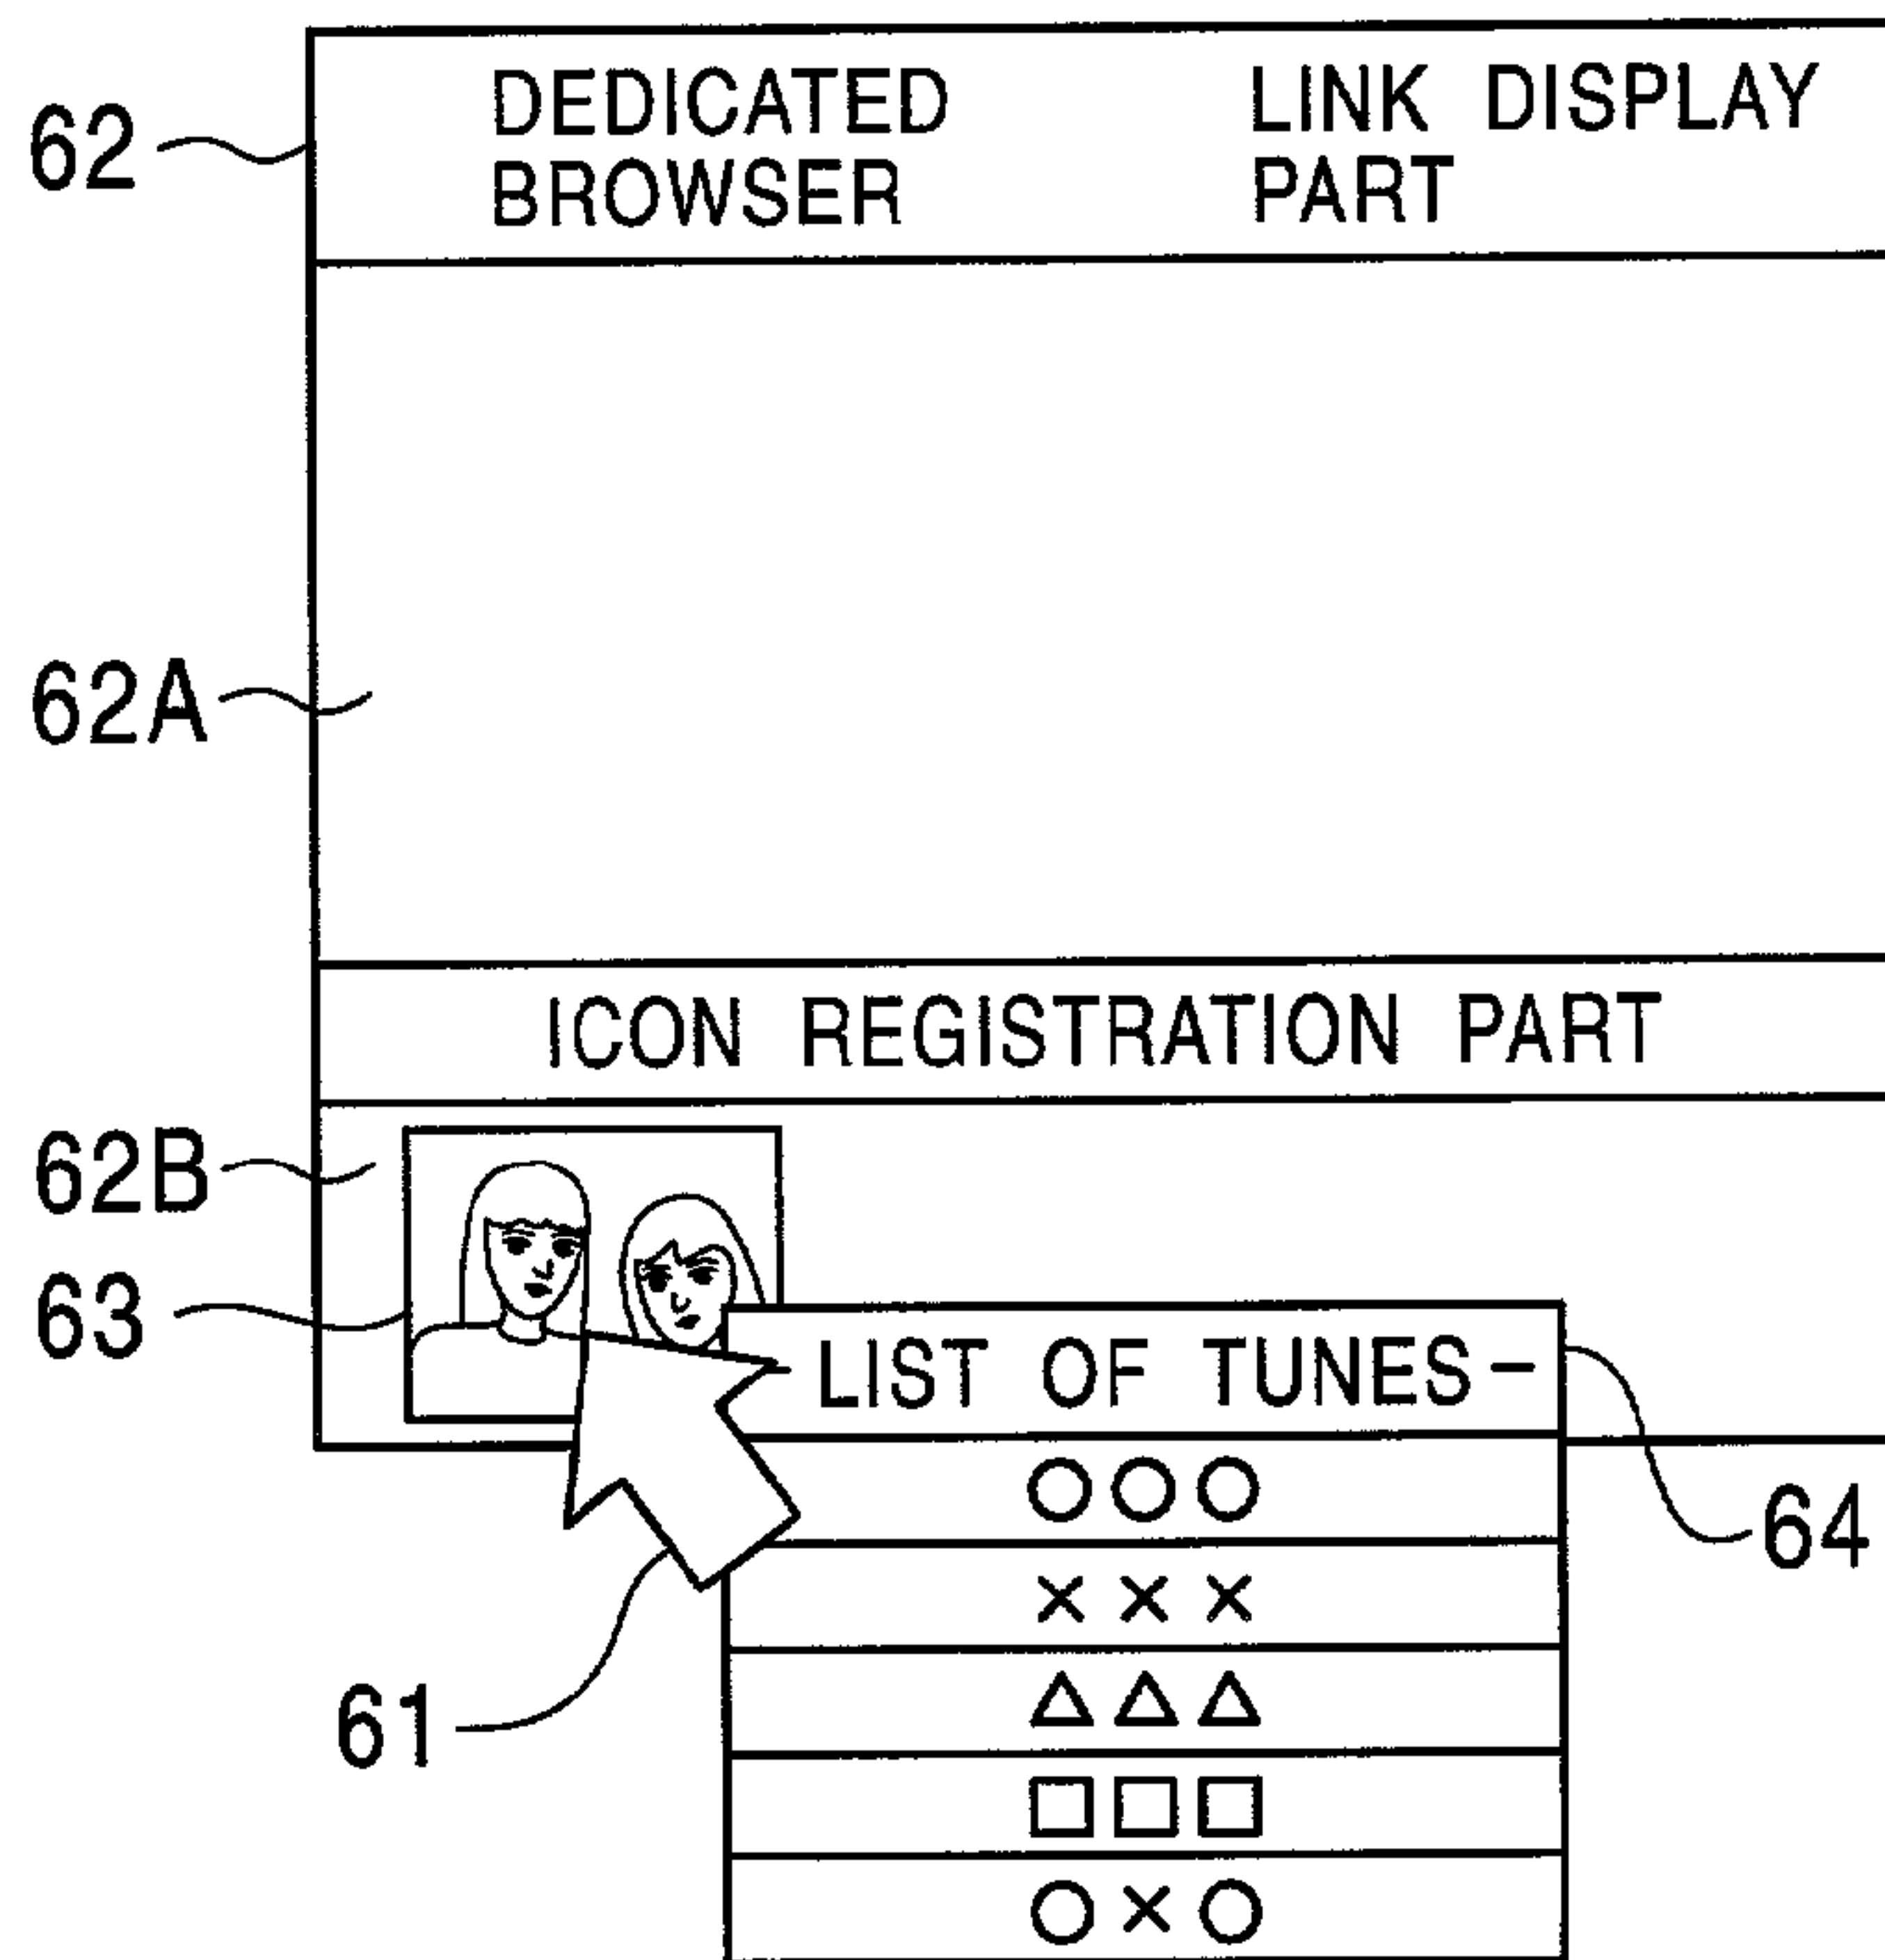 DEDICATED BROWSER
LINK DISPLAY PART
62
62A
ICON REGISTRATION PART
62B
63
LIST OF TUNES −
○○○
64
×××
61
△△△
□□□
○×○